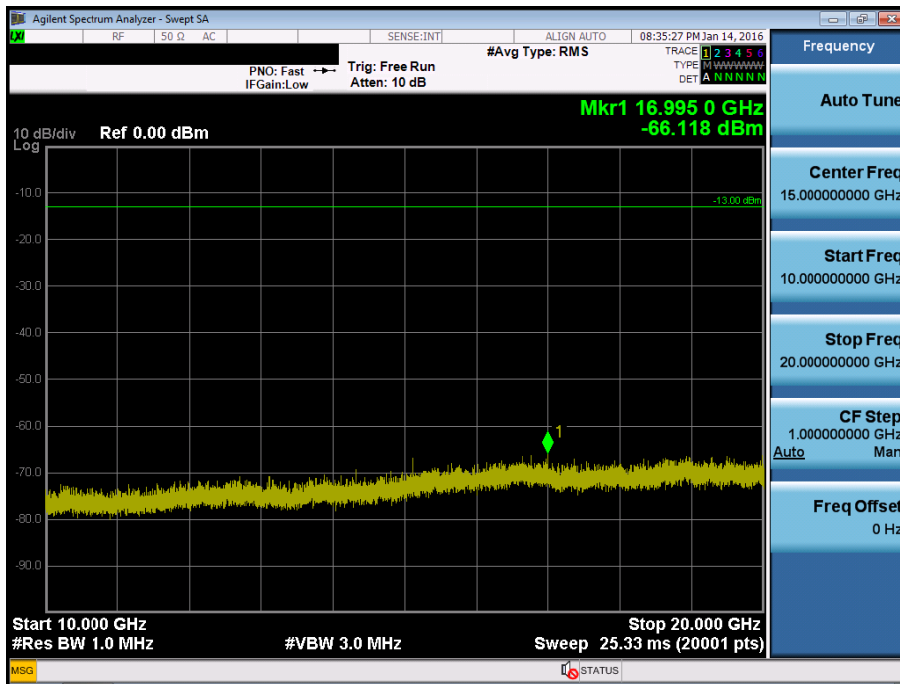 Agilent Spectrum Analyzer - Swept SA
LXI RF 50 Ω AC SENSE:INT ALIGN AUTO 08:35:27 PM Jan 14, 2016
PNO: Fast
IFGain:Low
Trig: Free Run
Atten: 10 dB
#Avg Type: RMS
TRACE 1 2 3 4 5 6
TYPE M WWWWW
DET A N N N N N
Mkr1 16.995 0 GHz
-66.118 dBm
10 dB/div Ref 0.00 dBm
Log
-10.0
-13.00 dBm
-20.0
-30.0
-40.0
-50.0
-60.0
1
-70.0
-80.0
-90.0
Start 10.000 GHz Stop 20.000 GHz
#Res BW 1.0 MHz #VBW 3.0 MHz Sweep 25.33 ms (20001 pts)
MSG STATUS
Frequency
Auto Tune
Center Freq
15.000000000 GHz
Start Freq
10.000000000 GHz
Stop Freq
20.000000000 GHz
CF Step
1.000000000 GHz
Auto Man
Freq Offset
0 Hz